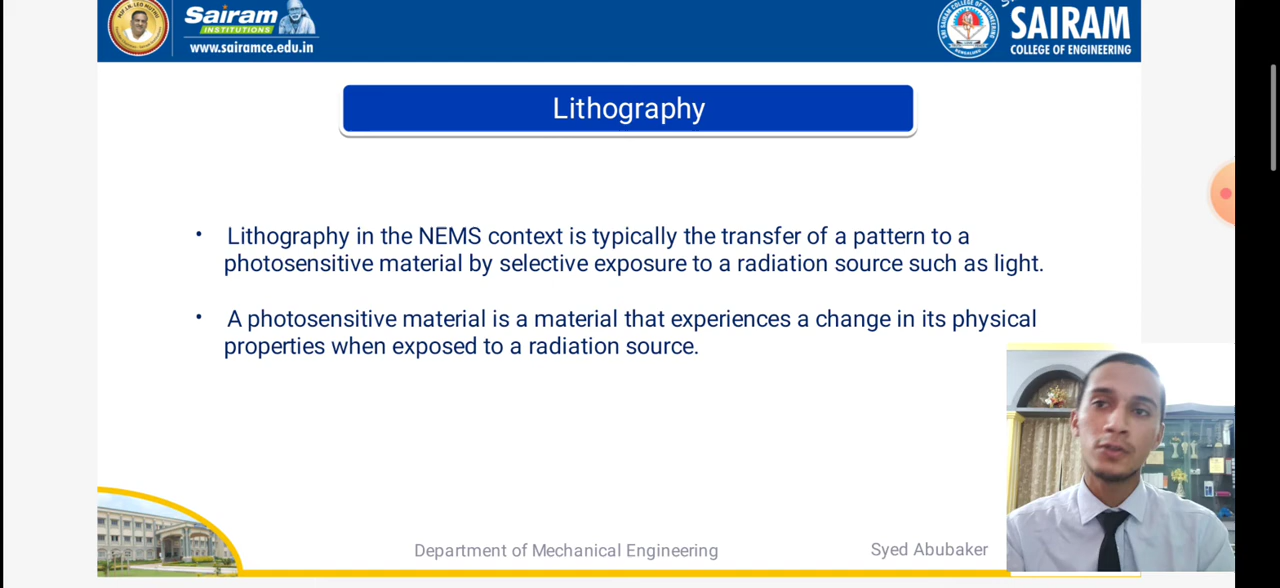 Sairam
INSTITUTIONS
www.sairamce.edu.in
SAIRAM
COLLEGE OF ENGINEERING
Lithography
• Lithography in the NEMS context is typically the transfer of a pattern to a
photosensitive material by selective exposure to a radiation source such as light.
• A photosensitive material is a material that experiences a change in its physical
properties when exposed to a radiation source.
Department of Mechanical Engineering
Syed Abubaker